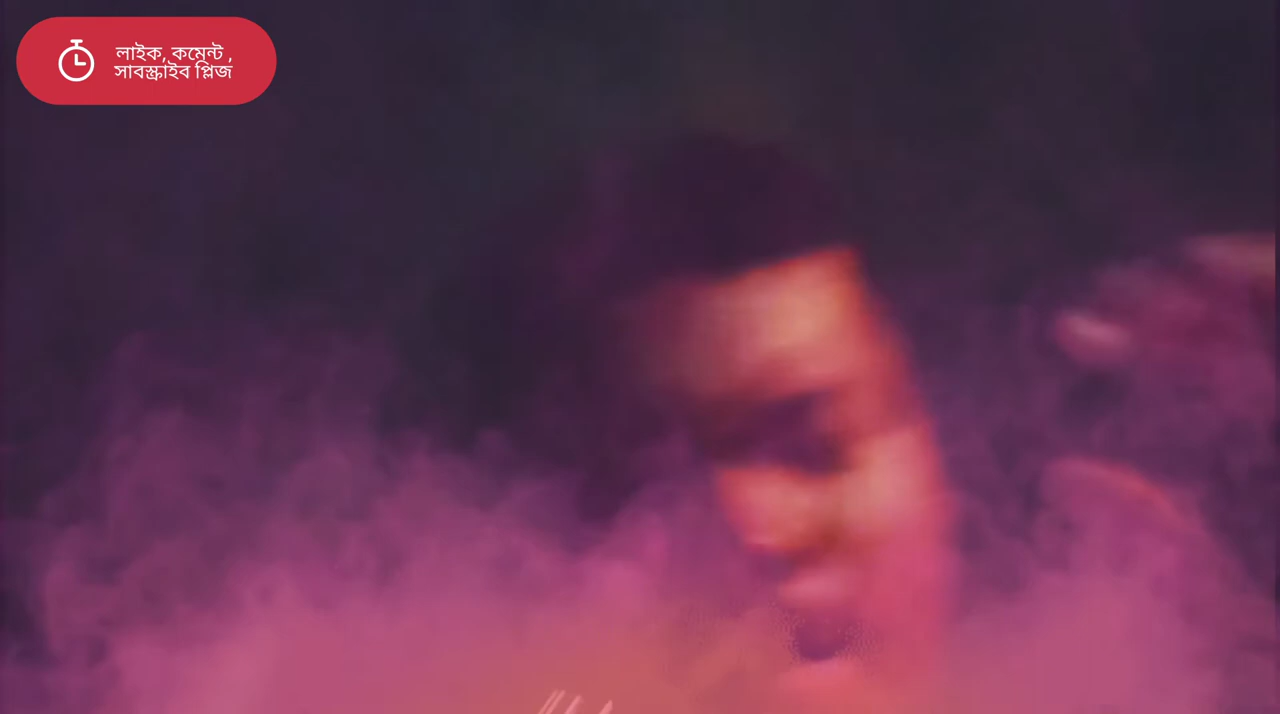 লাইক, কমেন্ট ,
সাবস্ক্রাইব প্লিজ